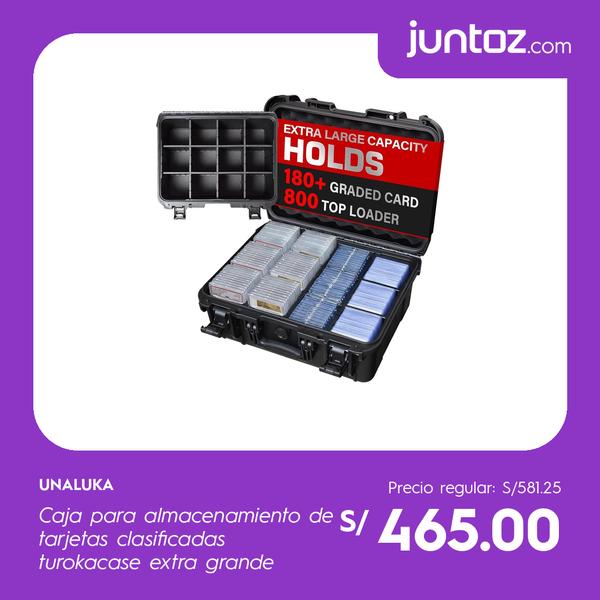 juntoz.com
EXTRA LARGE CAPACITY
HOLDS
180+ GRADED CARD
800 TOP LOADER
UNALUKA
Caja para almacenamiento de
tarjetas clasificadas
turokacase extra grande
Precio regular: S/581.25
S/ 465.00